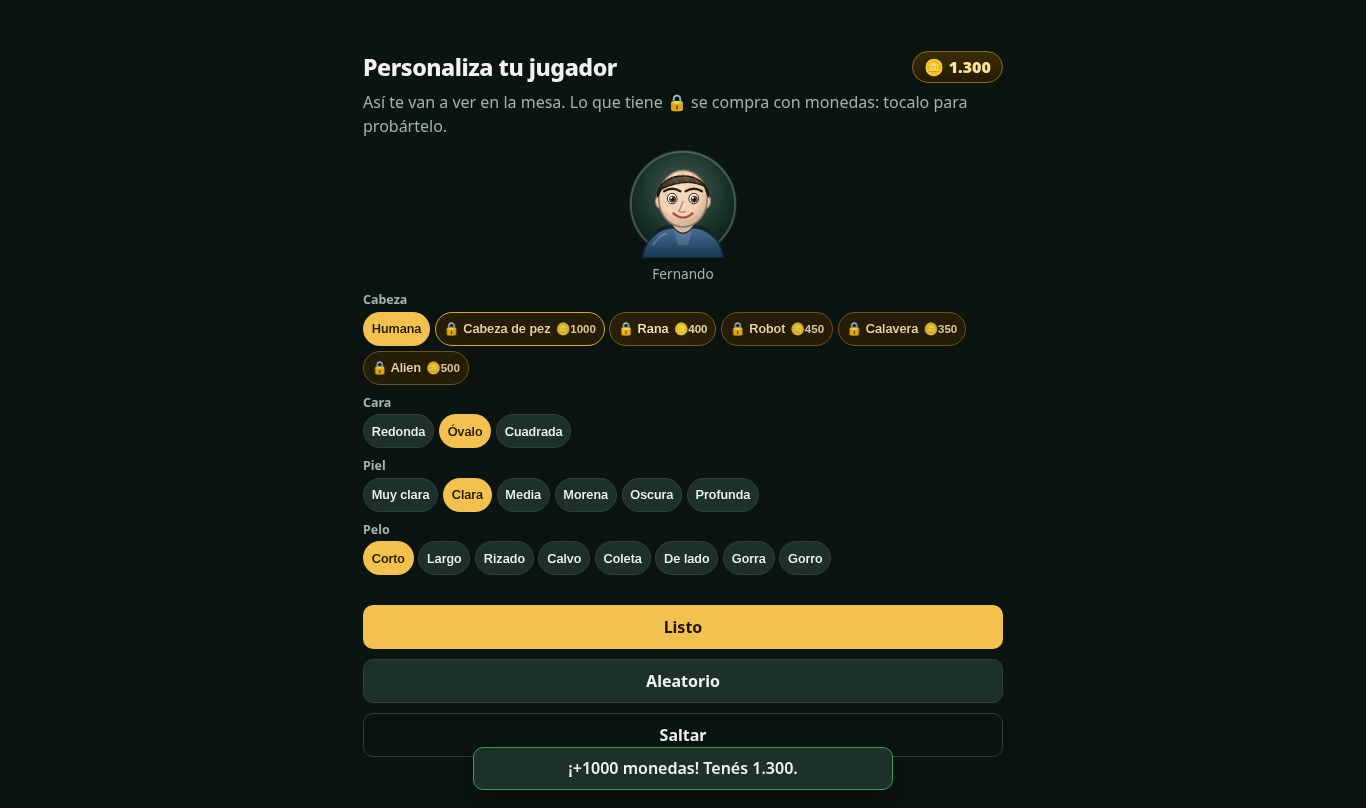 Personaliza tu jugador
🪙 1.300
Así te van a ver en la mesa. Lo que tiene 🔒 se compra con monedas: tocalo para
probártelo.
Fernando
Cabeza
Humana 🔒 Cabeza de pez 🪙1000 🔒 Rana 🪙400 🔒 Robot 🪙450 🔒 Calavera 🪙350
🔒 Alien 🪙500
Cara
Redonda Óvalo Cuadrada
Piel
Muy clara Clara Media Morena Oscura Profunda
Pelo
Corto Largo Rizado Calvo Coleta De lado Gorra Gorro
Listo
Aleatorio
Saltar
¡+1000 monedas! Tenés 1.300.